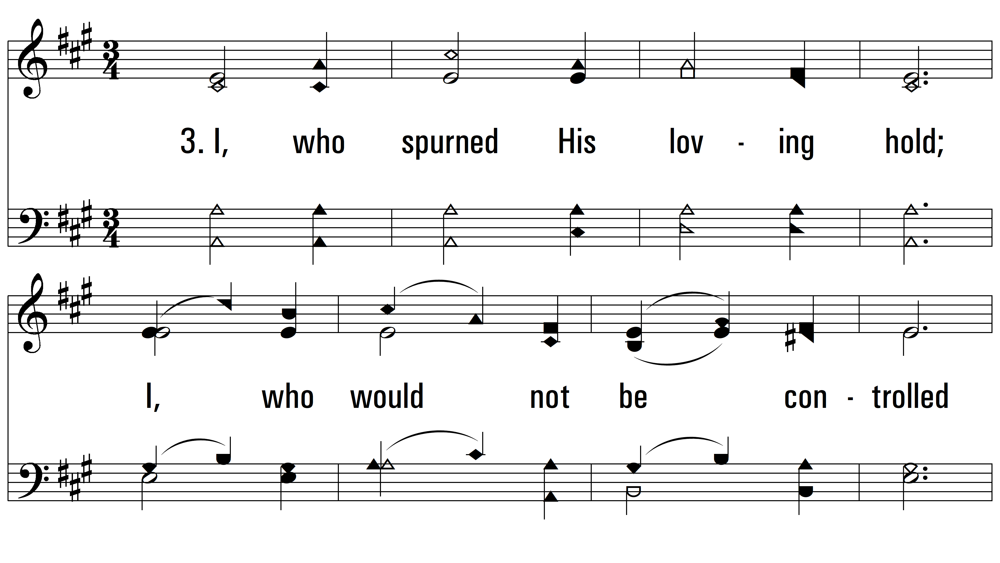 3. I, who spurned His lov - ing hold;
I, who would not be con - trolled